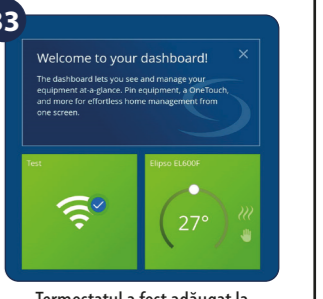 33
Welcome to your dashboard!
The dashboard lets you see and manage your
equipment at-a-glance. Pin equipment, a OneTouch,
and more for effortless home management from
one screen.
Test
Elipso EL600F
27°
Termostatul a fost adăugat la